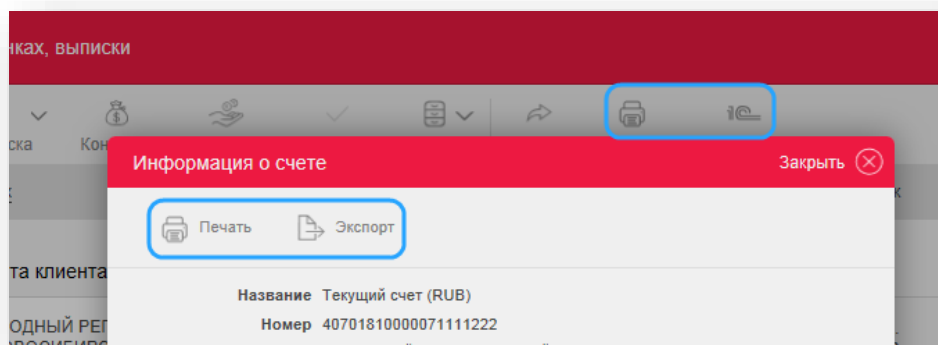 нках, выписки
1С
ска
Кон
Информация о счете
Закрыть
к
Печать
Экспорт
та клиента
Название Текущий счет (RUB)
Номер 40701810000071111222
ОДНЫЙ РЕГ